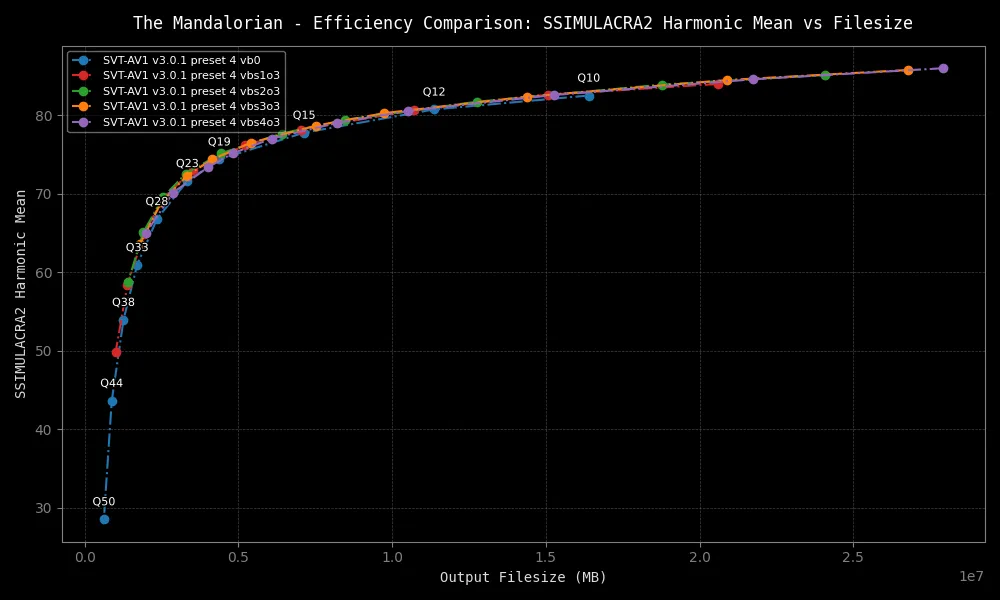 The Mandalorian - Efficiency Comparison: SSIMULACRA2 Harmonic Mean vs Filesize
SVT-AV1 v3.0.1 preset 4 vb0
SVT-AV1 v3.0.1 preset 4 vbs1o3
SVT-AV1 v3.0.1 preset 4 vbs2o3
SVT-AV1 v3.0.1 preset 4 vbs3o3
SVT-AV1 v3.0.1 preset 4 vbs4o3
Q10
Q12
Q15
Q19
Q23
Q28
Q33
Q38
Q44
Q50
SSIMULACRA2 Harmonic Mean
80
70
60
50
40
30
0.0
0.5
1.0
1.5
2.0
2.5
1e7
Output Filesize (MB)